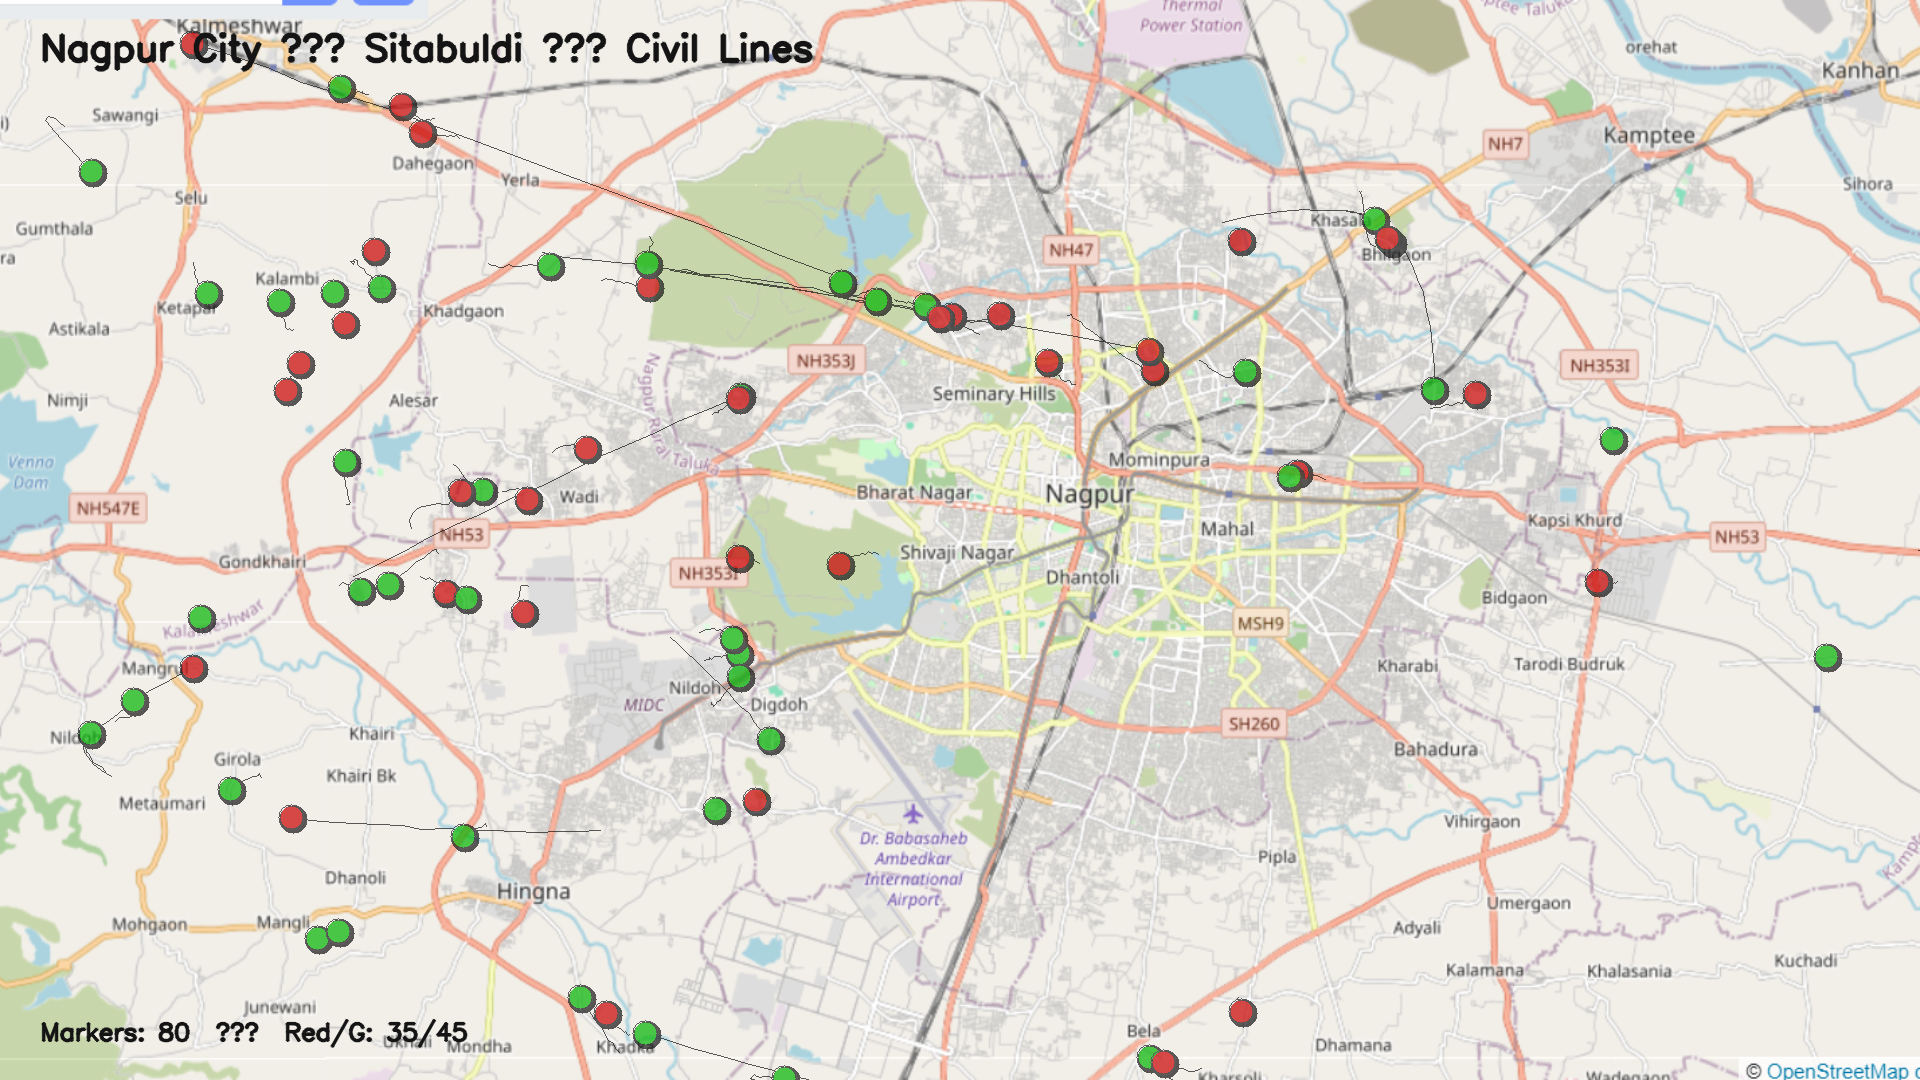 Kalmeshwar
Nagpur City ??? Sitabuldi ??? Civil Lines
Thermal
Power Station
orehat
Kanhan
Sawangi
Kamptee
NH7
Dahegaon
Yerla
Sihora
Selu
Gumthala
Khasa
Bhilgaon
NH47
Kalambi
Ketapar
Khadgaon
Astikala
NH353J
NH353I
Seminary Hills
Nimji
Alesar
Nagpur Rural Taluka
Mominpura
Venna
Dam
Bharat Nagar
Nagpur
Wadi
NH547E
NH53
Mahal
Kapsi Khurd
NH53
Gondkhairi
Shivaji Nagar
NH353I
Dhantoli
Bidgaon
Kalmeshwar
MSH9
Mangru
Kharabi
Tarodi Budruk
Nildoh
MIDC
Digdoh
SH260
Nildoh
Khairi
Bahadura
Girola
Khairi Bk
Metaumari
Vihirgaon
Dr. Babasaheb
Ambedkar
International
Airport
Pipla
Dhanoli
Hingna
Umergaon
Mohgaon
Mangli
Adyali
Kuchadi
Kalamana
Khalasania
Junewani
Markers: 80 ??? Red/G: 35/45
Mondha
Khadka
Bela
Dhamana
Kharsoli
Wadegaon
© OpenStreetMap